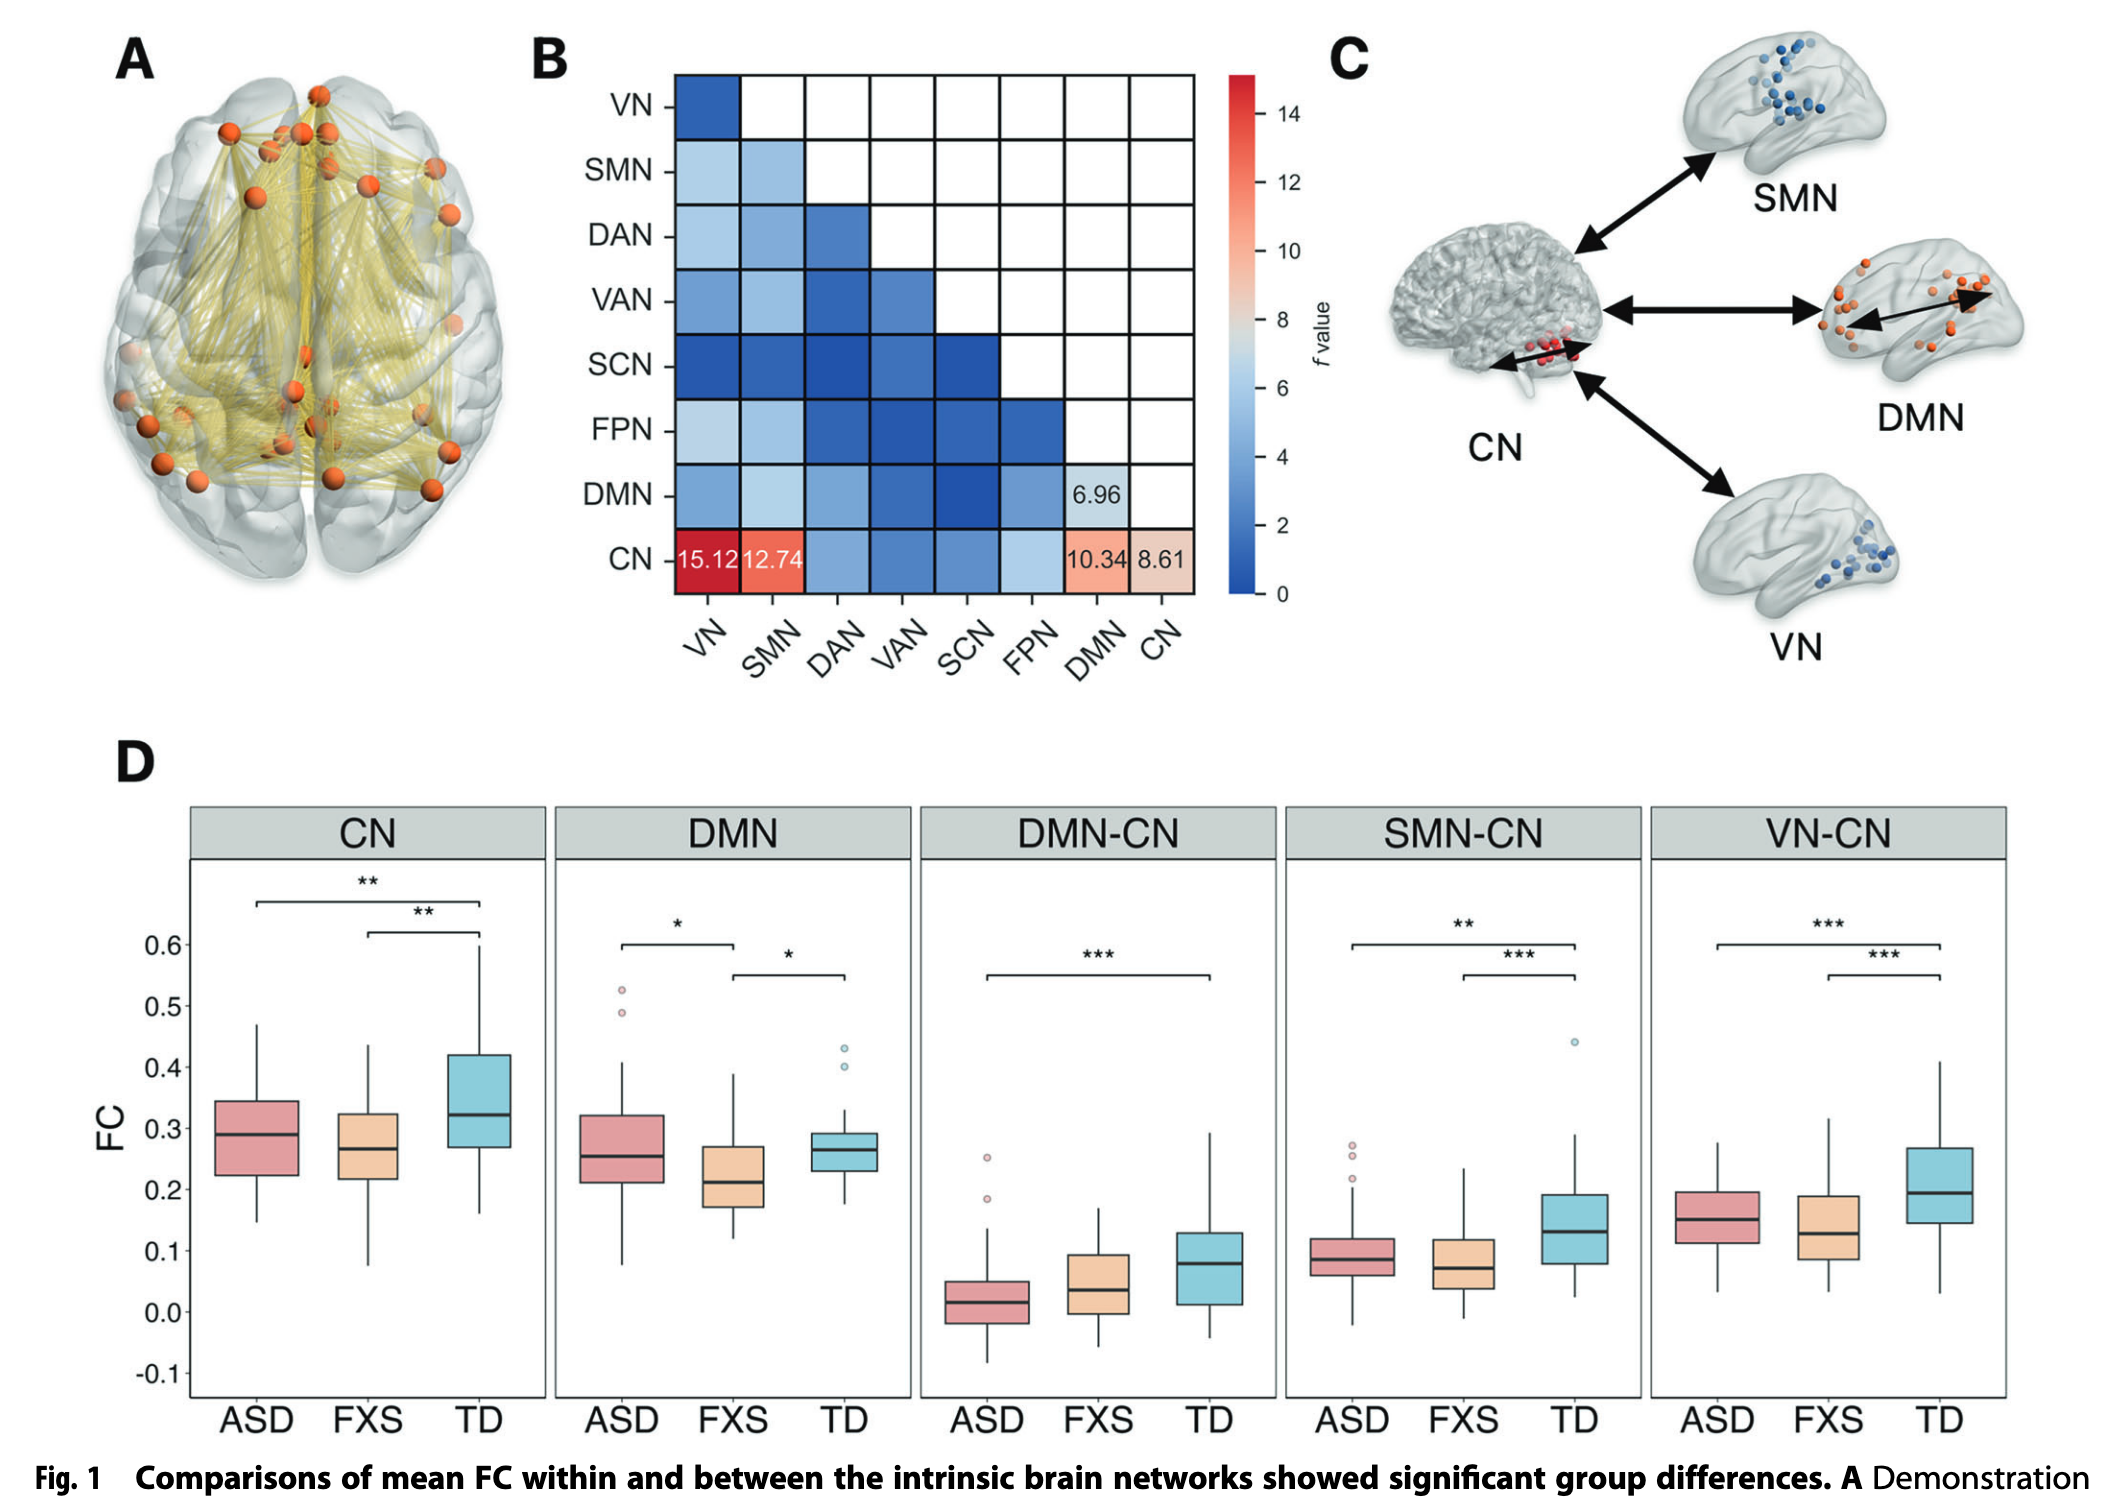 A
B
C
VN
SMN
DAN
VAN
SCN
FPN
DMN
CN
6.96
15.12 12.74 10.34 8.61
VN SMN DAN VAN SCN FPN DMN CN
14
12
10
8
6
4
2
0
f value
SMN
DMN
CN
VN
D
CN DMN DMN-CN SMN-CN VN-CN
** ** * * *** ** *** *** ***
FC
0.6
0.5
0.4
0.3
0.2
0.1
0.0
-0.1
ASD FXS TD ASD FXS TD ASD FXS TD ASD FXS TD ASD FXS TD
Fig. 1 Comparisons of mean FC within and between the intrinsic brain networks showed significant group differences. A Demonstration